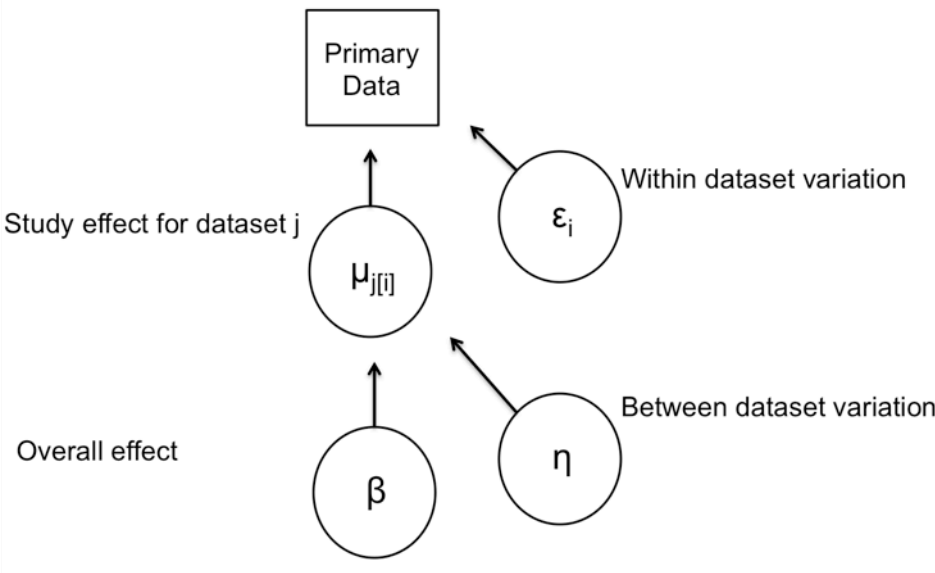 Primary
Data
Within dataset variation
Study effect for dataset j
εi
μj[i]
Between dataset variation
Overall effect
η
β